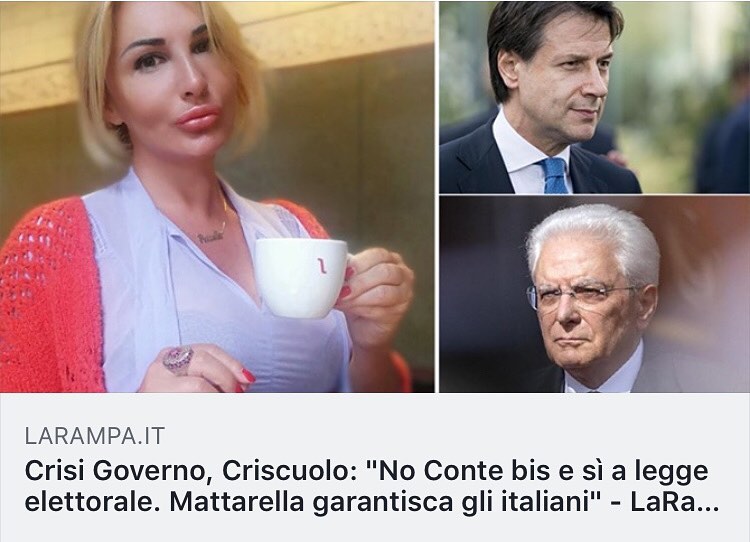 LARAMPA.IT
Crisi Governo, Criscuolo: "No Conte bis e sì a legge
elettorale. Mattarella garantisca gli italiani" - LaRa...